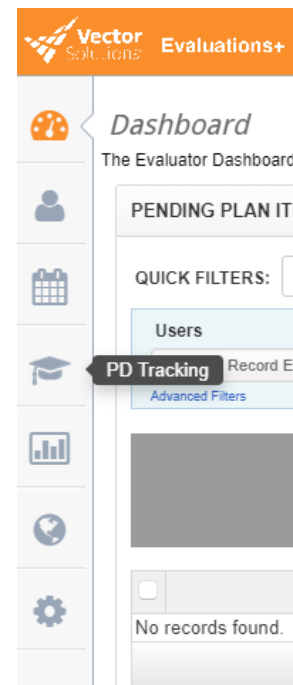 Vector
Solutions
Evaluations+
Dashboard
The Evaluator Dashboard
PENDING PLAN IT
QUICK FILTERS:
Users
PD Tracking
Record E
Advanced Filters
No records found.